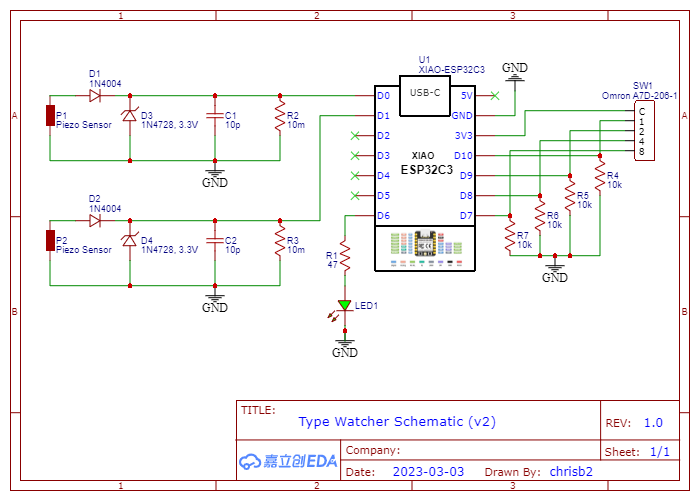 1 2 3
A A
B B
1 2 3
D1
1N4004
P1
Piezo Sensor
D3
1N4728, 3.3V
C1
10p
R2
10m
GND
D2
1N4004
P2
Piezo Sensor
D4
1N4728, 3.3V
C2
10p
R3
10m
GND
U1
XIAO-ESP32C3
USB-C
XIAO
ESP32C3
D0
D1
D2
D3
D4
D5
D6
5V
GND
3V3
D10
D9
D8
D7
GND
R1
47
LED1
GND
SW1
Omron A7D-206-1
C
1
2
4
8
R4
10k
R5
10k
R6
10k
R7
10k
GND
TITLE:
Type Watcher Schematic (v2)
REV: 1.0
嘉立创EDA
Company:
Sheet: 1/1
Date: 2023-03-03 Drawn By: chrisb2